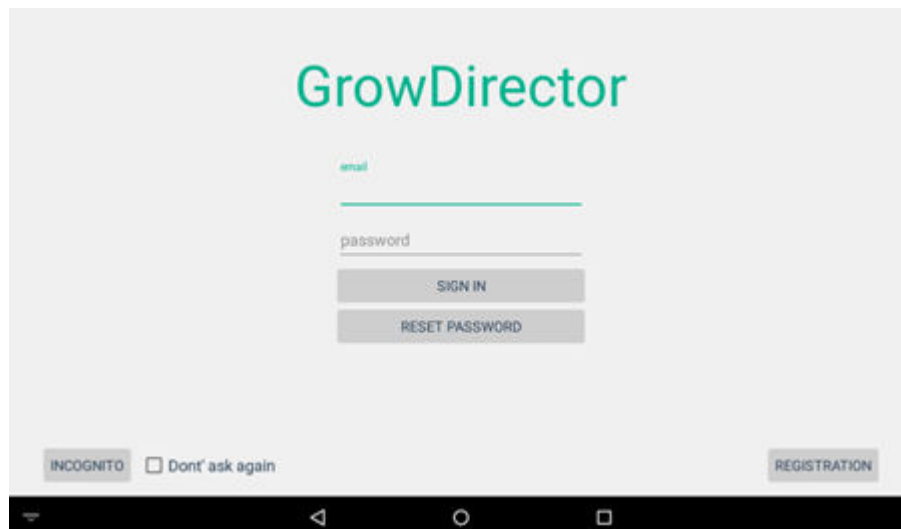 GrowDirector
email
password
SIGN IN
RESET PASSWORD
INCOGNITO
Dont' ask again
REGISTRATION